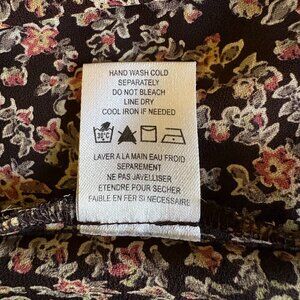 HAND WASH COLD
SEPARATELY
DO NOT BLEACH
LINE DRY
COOL IRON IF NEEDED
30°C
LAVER A LA MAIN EAU FROID
SEPAREMENT
NE PAS JAVELLISER
ETENDRE POUR SECHER
FAIBLE EN FER SI NECESSAIRE